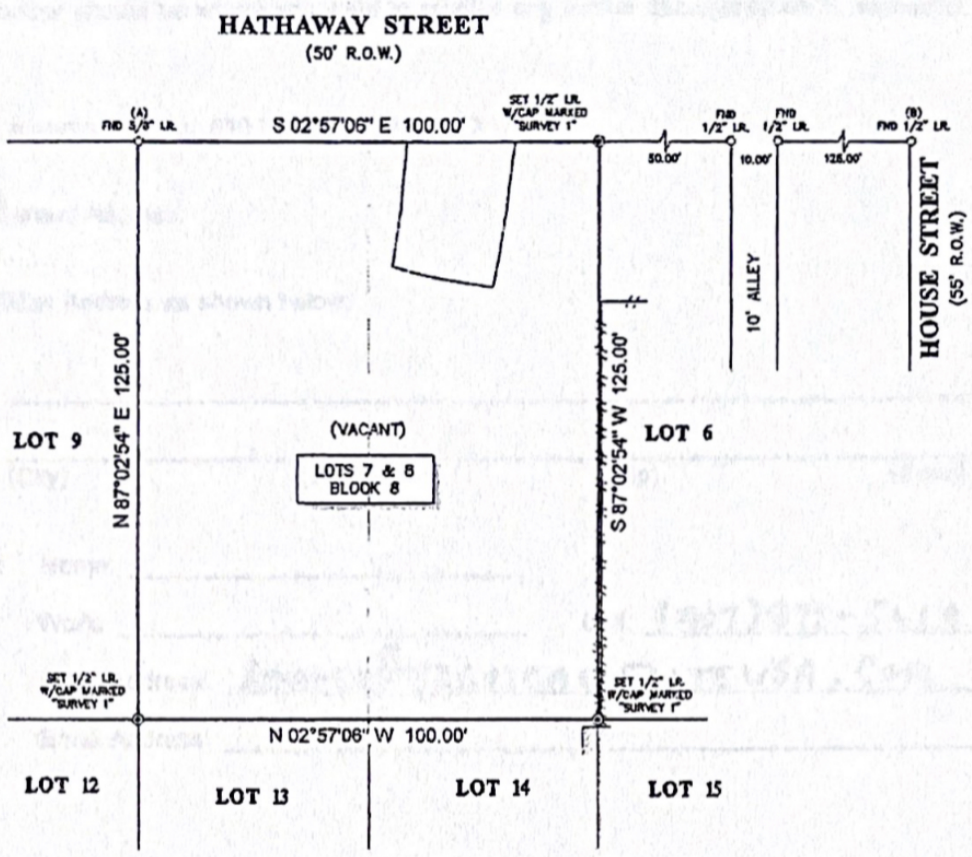 HATHAWAY STREET
(50' R.O.W.)
(A)
FND 5/8" I.R.
S 02°57'06" E 100.00'
SET 1/2" I.R.
W/CAP MARKED
"SURVEY 1"
FND
1/2" I.R.
FND
1/2" I.R.
(B)
FND 1/2" I.R.
50.00'
10.00'
125.00'
10' ALLEY
HOUSE STREET
(55' R.O.W.)
N 87°02'54" E 125.00'
S 87°02'54" W 125.00'
LOT 9
(VACANT)
LOTS 7 & 8
BLOCK 8
LOT 6
SET 1/2" I.R.
W/CAP MARKED
"SURVEY 1"
SET 1/2" I.R.
W/CAP MARKED
"SURVEY 1"
N 02°57'06" W 100.00'
LOT 12
LOT 13
LOT 14
LOT 15